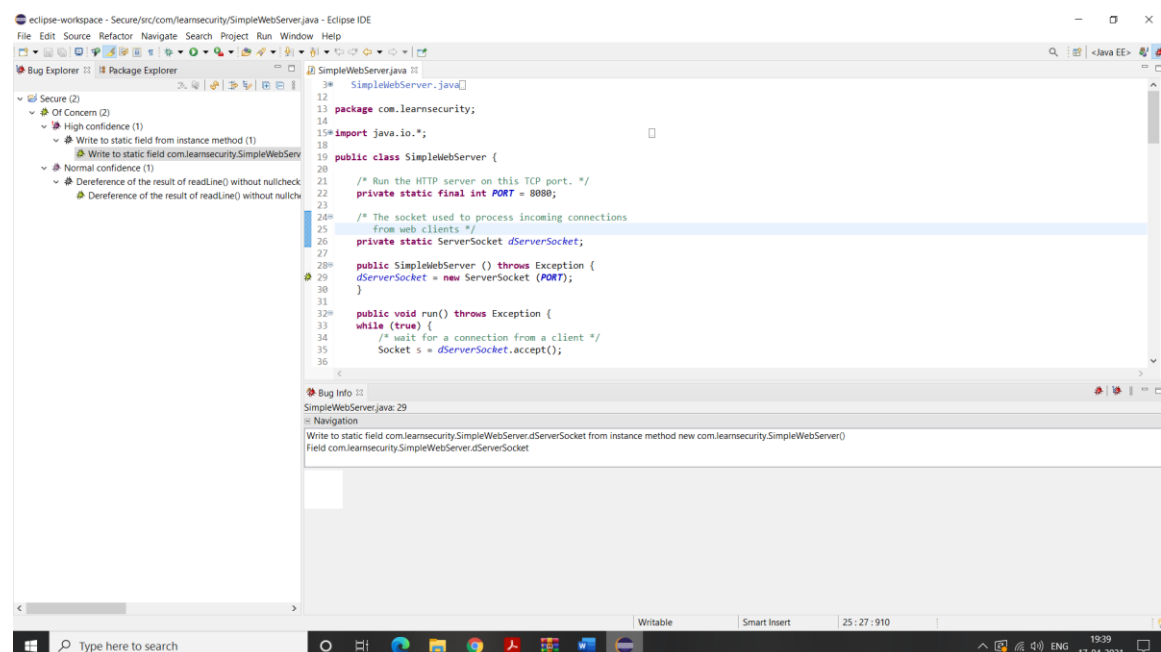 eclipse-workspace - Secure/src/com/learnsecurity/SimpleWebServer.java - Eclipse IDE
File Edit Source Refactor Navigate Search Project Run Window Help
<Java EE>
Bug Explorer Package Explorer
Secure (2)
Of Concern (2)
High confidence (1)
Write to static field from instance method (1)
Write to static field com.learnsecurity.SimpleWebServ
Normal confidence (1)
Dereference of the result of readLine() without nullcheck
Dereference of the result of readLine() without nullche
SimpleWebServer.java
3 SimpleWebServer.java
12
13 package com.learnsecurity;
14
15 import java.io.*;
18
19 public class SimpleWebServer {
20
21 /* Run the HTTP server on this TCP port. */
22 private static final int PORT = 8080;
23
24 /* The socket used to process incoming connections
25 from web clients */
26 private static ServerSocket dServerSocket;
27
28 public SimpleWebServer () throws Exception {
29 dServerSocket = new ServerSocket (PORT);
30 }
31
32 public void run() throws Exception {
33 while (true) {
34 /* wait for a connection from a client */
35 Socket s = dServerSocket.accept();
36
Bug Info
SimpleWebServer.java: 29
Navigation
Write to static field com.learnsecurity.SimpleWebServer.dServerSocket from instance method new com.learnsecurity.SimpleWebServer()
Field com.learnsecurity.SimpleWebServer.dServerSocket
Writable Smart Insert 25 : 27 : 910
Type here to search
ENG 19:39
17-04-2021